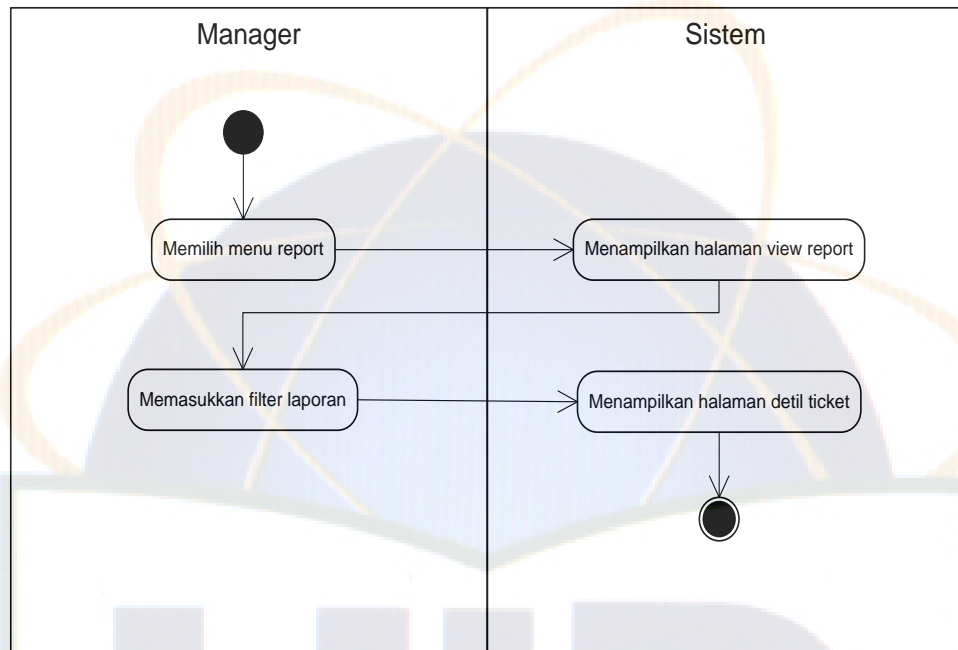 Manager
Sistem
Memilih menu report
Menampilkan halaman view report
Memasukkan filter laporan
Menampilkan halaman detil ticket